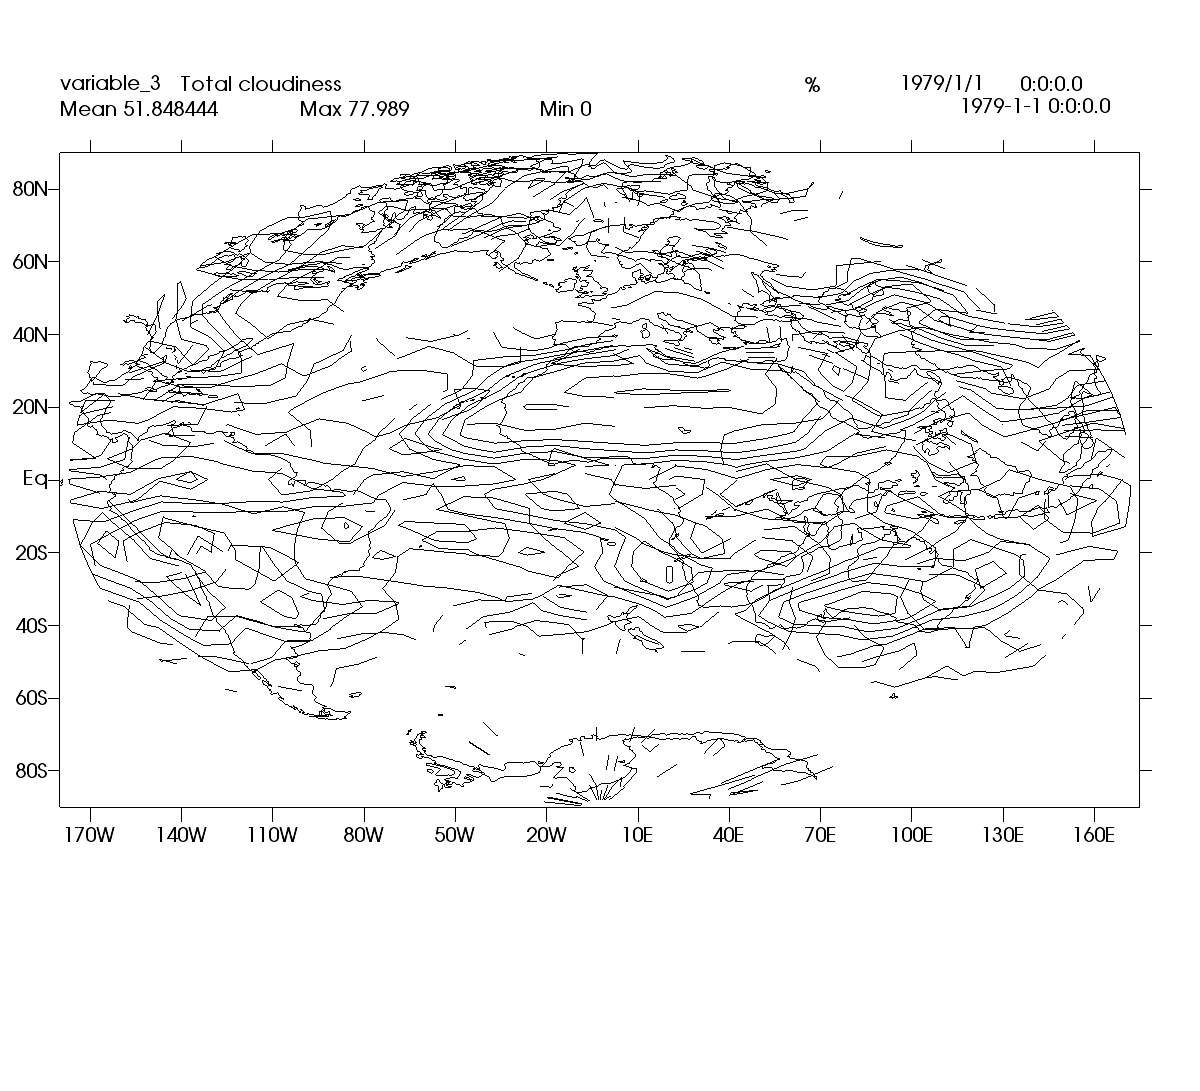 variable_3 Total cloudiness % 1979/1/1 0:0:0.0
Mean 51.848444 Max 77.989 Min 0 1979-1-1 0:0:0.0
80N
60N
40N
20N
Eq
20S
40S
60S
80S
170W 140W 110W 80W 50W 20W 10E 40E 70E 100E 130E 160E